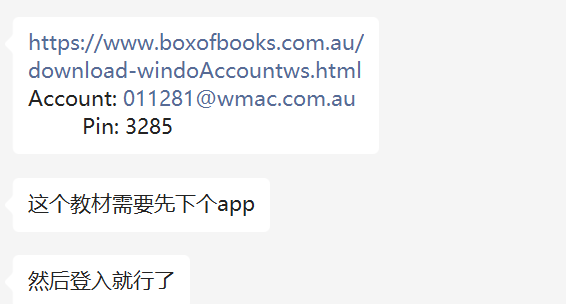 https://www.boxofbooks.com.au/
download-windoAccountws.html
Account: 011281@wmac.com.au
Pin: 3285
这个教材需要先下个app
然后登入就行了